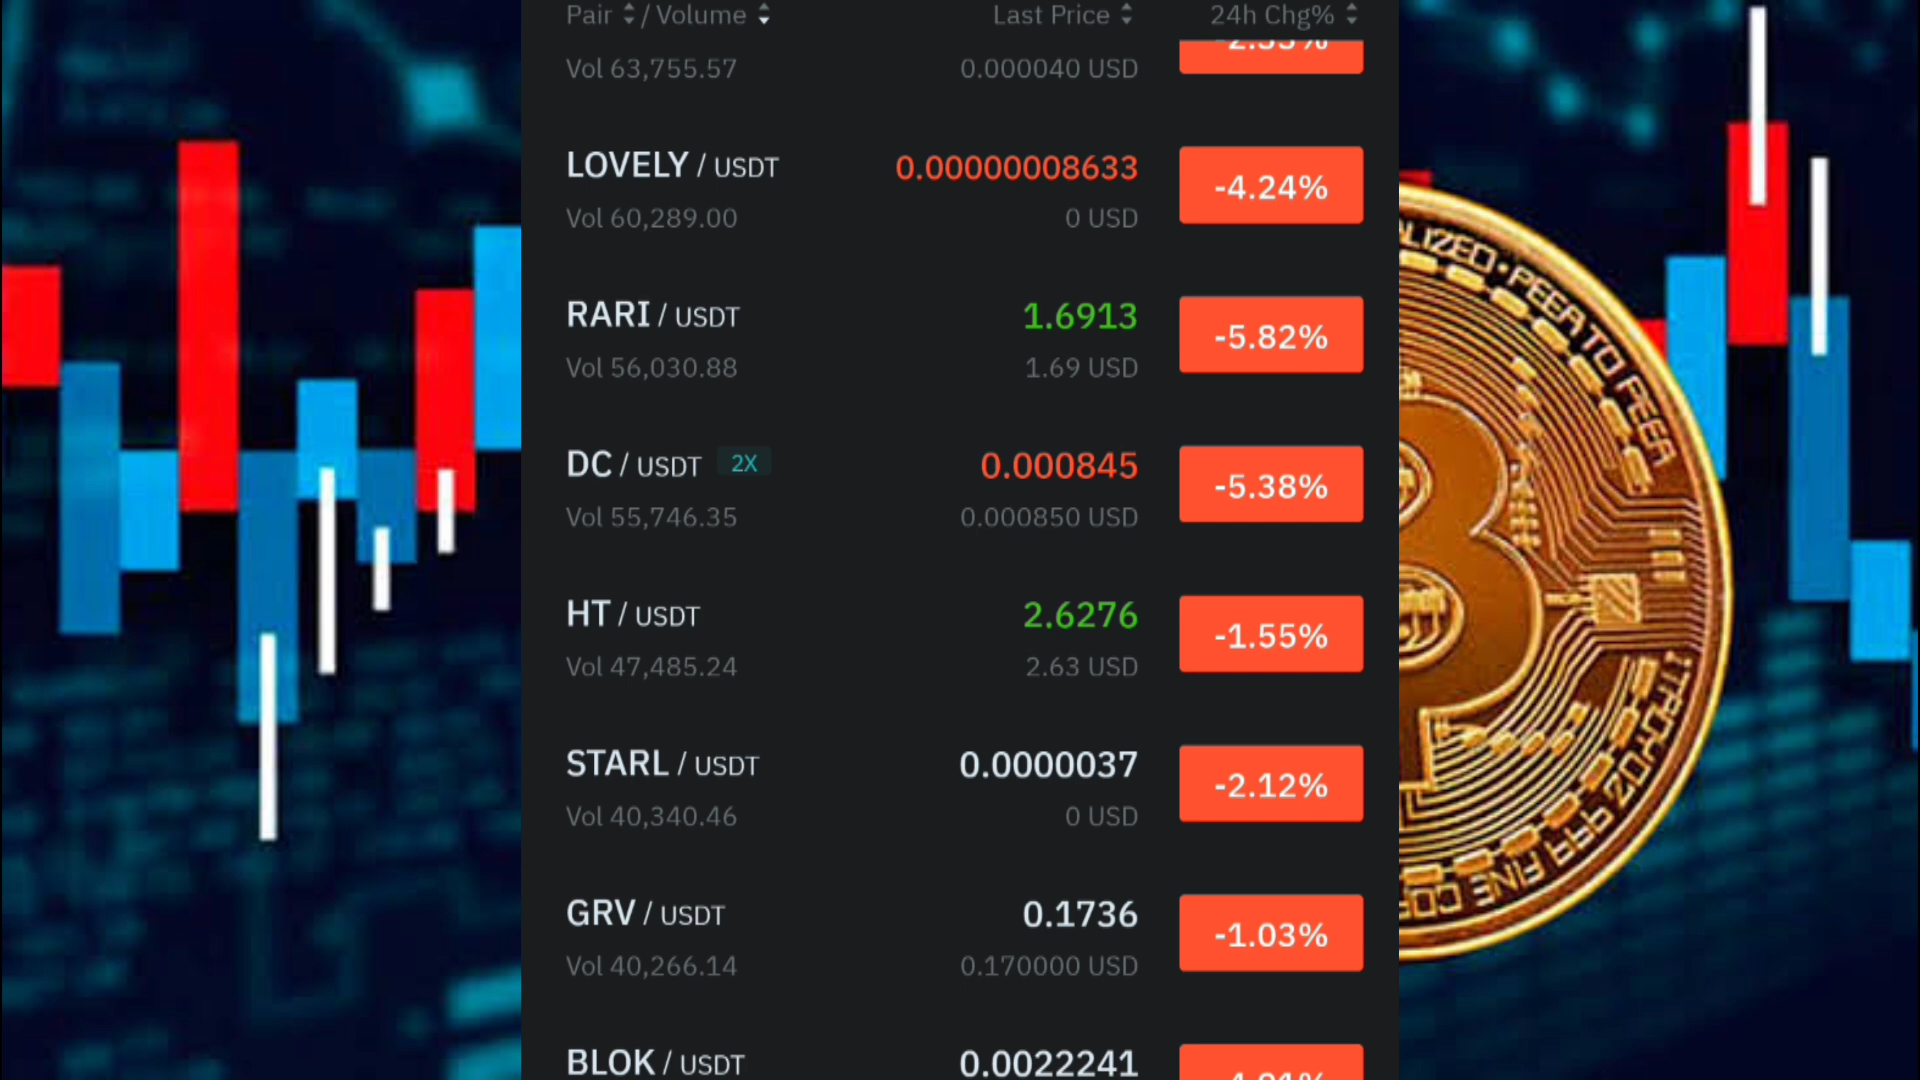 Pair / Volume Last Price 24h Chg%
Vol 63,755.57 0.000040 USD
LOVELY / USDT 0.00000008633 -4.24%
Vol 60,289.00 0 USD
RARI / USDT 1.6913 -5.82%
Vol 56,030.88 1.69 USD
DC / USDT 2X 0.000845 -5.38%
Vol 55,746.35 0.000850 USD
HT / USDT 2.6276 -1.55%
Vol 47,485.24 2.63 USD
STARL / USDT 0.0000037 -2.12%
Vol 40,340.46 0 USD
GRV / USDT 0.1736 -1.03%
Vol 40,266.14 0.170000 USD
BLOK / USDT 0.0022241
PEER TO PEER